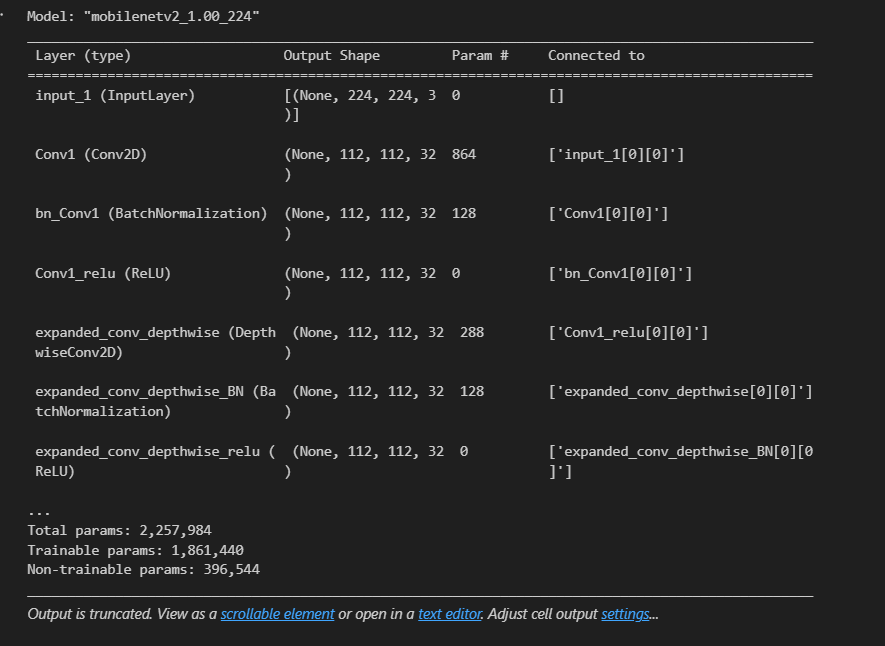 Model: "mobilenetv2_1.00_224"
Layer (type) Output Shape Param # Connected to
==================================================================================================
input_1 (InputLayer) [(None, 224, 224, 3 0 []
)]
Conv1 (Conv2D) (None, 112, 112, 32 864 ['input_1[0][0]']
)
bn_Conv1 (BatchNormalization) (None, 112, 112, 32 128 ['Conv1[0][0]']
)
Conv1_relu (ReLU) (None, 112, 112, 32 0 ['bn_Conv1[0][0]']
)
expanded_conv_depthwise (Depth (None, 112, 112, 32 288 ['Conv1_relu[0][0]']
wiseConv2D) )
expanded_conv_depthwise_BN (Ba (None, 112, 112, 32 128 ['expanded_conv_depthwise[0][0]']
tchNormalization) )
expanded_conv_depthwise_relu ( (None, 112, 112, 32 0 ['expanded_conv_depthwise_BN[0][0
ReLU) ) ]']
...
Total params: 2,257,984
Trainable params: 1,861,440
Non-trainable params: 396,544
Output is truncated. View as a scrollable element or open in a text editor. Adjust cell output settings...